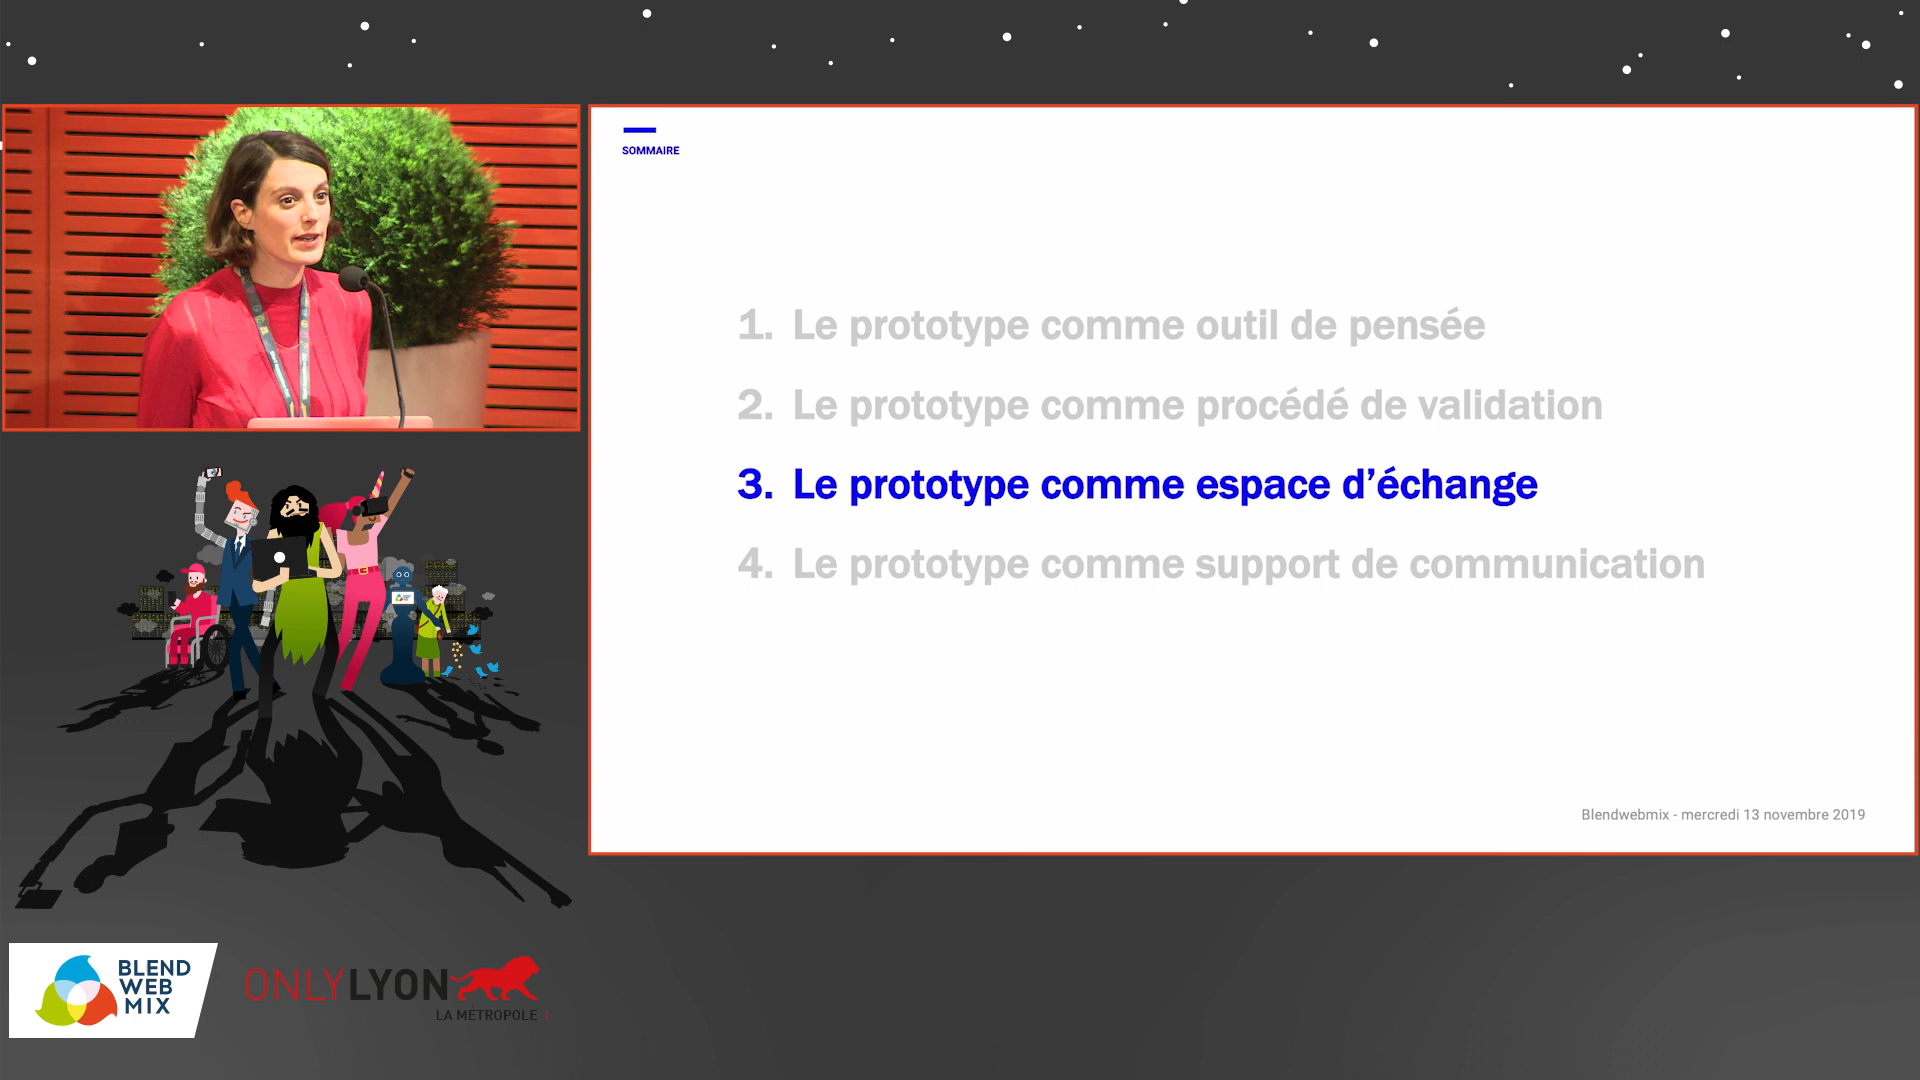 SOMMAIRE
1. Le prototype comme outil de pensée
2. Le prototype comme procédé de validation
3. Le prototype comme espace d’échange
4. Le prototype comme support de communication
Blendwebmix - mercredi 13 novembre 2019
BLEND
WEB
MIX
ONLYLYON
LA MÉTROPOLE